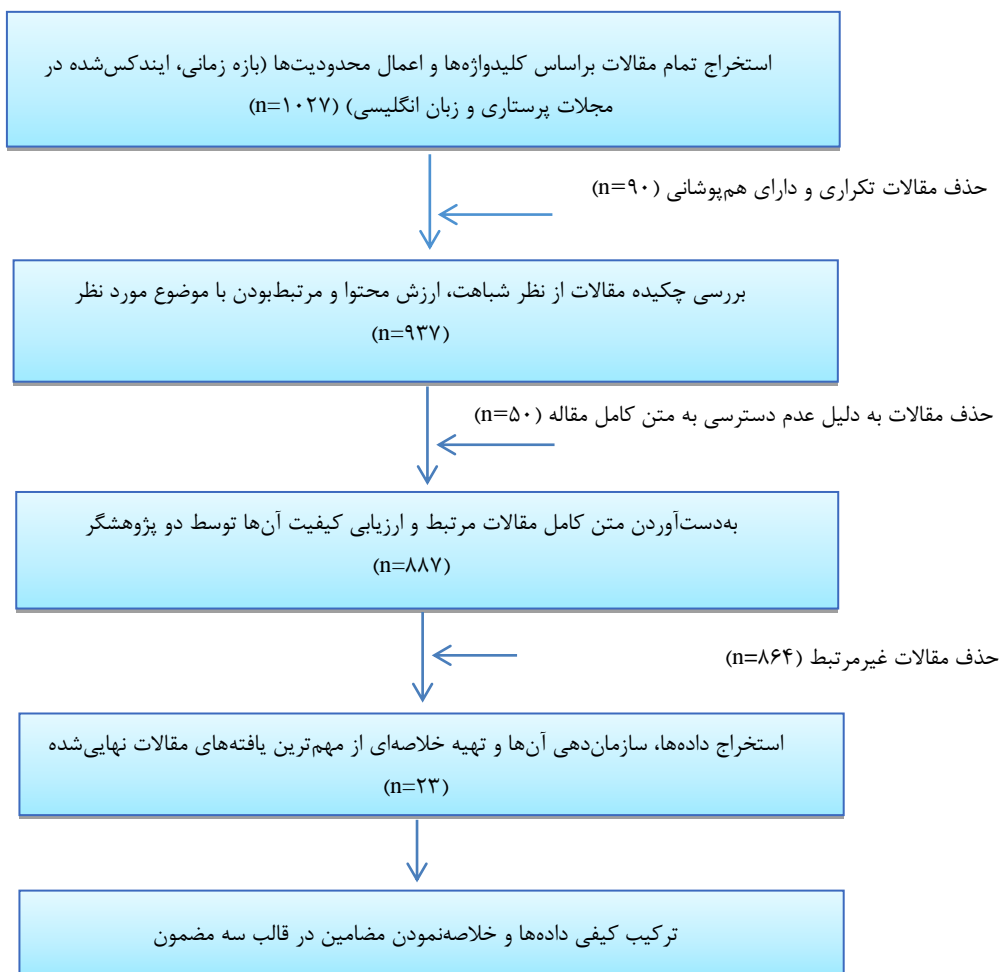 استخراج تمام مقالات براساس کلیدواژه‌ها و اعمال محدودیت‌ها (بازه زمانی، ایندکس‌شده در
مجلات پرستاری و زبان انگلیسی) (n=۱۰۲۷)
حذف مقالات تکراری و دارای هم‌پوشانی (n=۹۰)
بررسی چکیده مقالات از نظر شباهت، ارزش محتوا و مرتبط‌بودن با موضوع مورد نظر
(n=۹۳۷)
حذف مقالات به دلیل عدم دسترسی به متن کامل مقاله (n=۵۰)
به‌دست‌آوردن متن کامل مقالات مرتبط و ارزیابی کیفیت آن‌ها توسط دو پژوهشگر
(n=۸۸۷)
حذف مقالات غیرمرتبط (n=۸۶۴)
استخراج داده‌ها، سازمان‌دهی آن‌ها و تهیه خلاصه‌ای از مهم‌ترین یافته‌های مقالات نهایی‌شده
(n=۲۳)
ترکیب کیفی داده‌ها و خلاصه‌نمودن مضامین در قالب سه مضمون